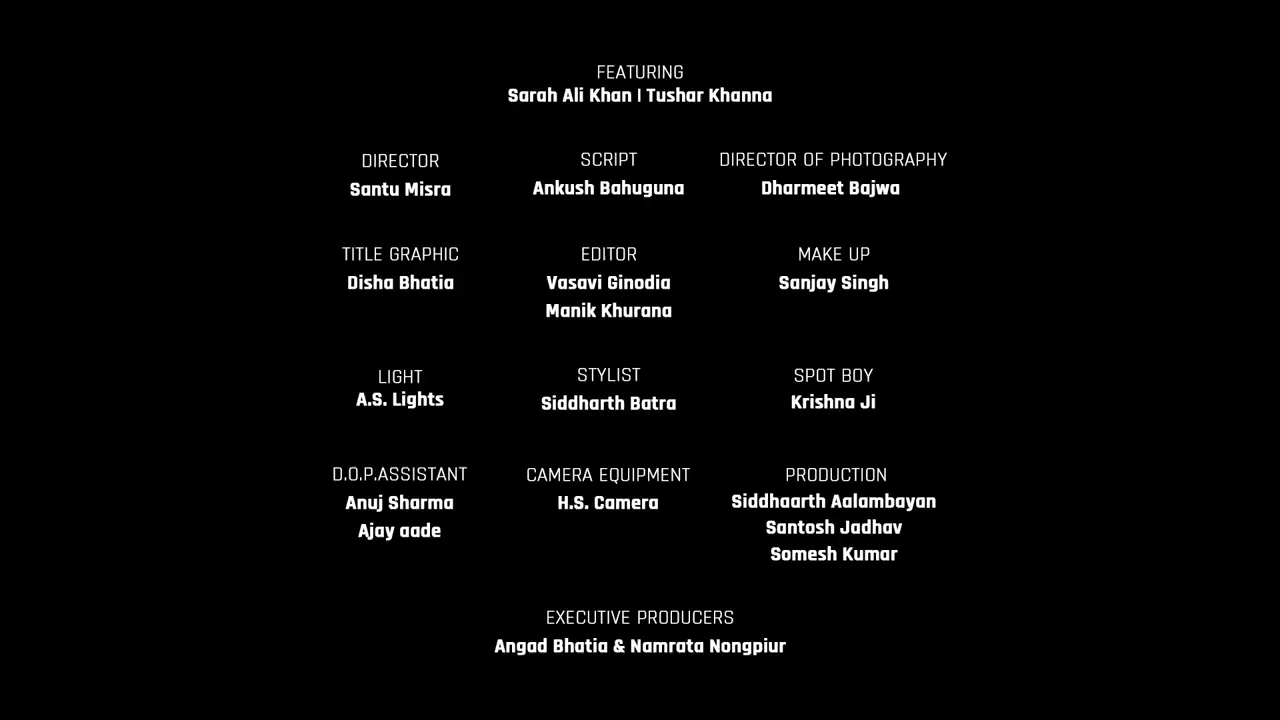 FEATURING
Sarah Ali Khan | Tushar Khanna
DIRECTOR
Santu Misra
SCRIPT
Ankush Bahuguna
DIRECTOR OF PHOTOGRAPHY
Dharmeet Bajwa
TITLE GRAPHIC
Disha Bhatia
EDITOR
Vasavi Ginodia
Manik Khurana
MAKE UP
Sanjay Singh
LIGHT
A.S. Lights
STYLIST
Siddharth Batra
SPOT BOY
Krishna Ji
D.O.P.ASSISTANT
Anuj Sharma
Ajay aade
CAMERA EQUIPMENT
H.S. Camera
PRODUCTION
Siddhaarth Aalambayan
Santosh Jadhav
Somesh Kumar
EXECUTIVE PRODUCERS
Angad Bhatia & Namrata Nongpiur